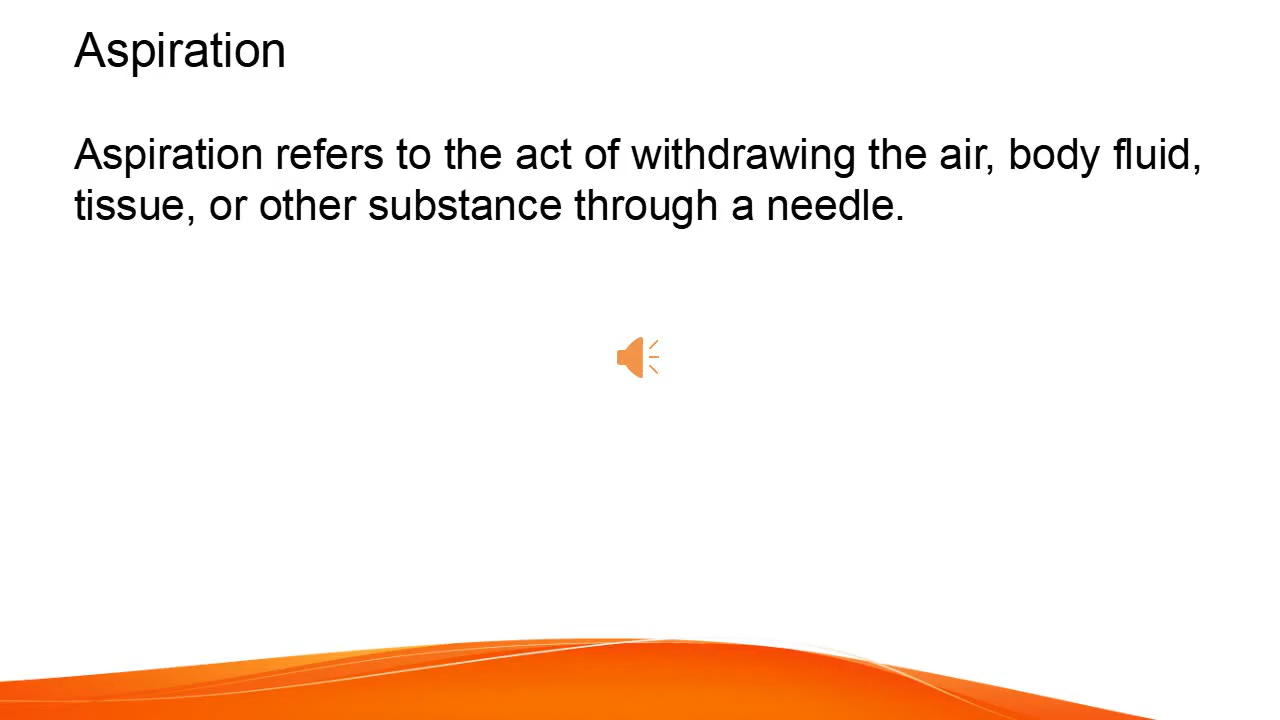 Aspiration
Aspiration refers to the act of withdrawing the air, body fluid,
tissue, or other substance through a needle.